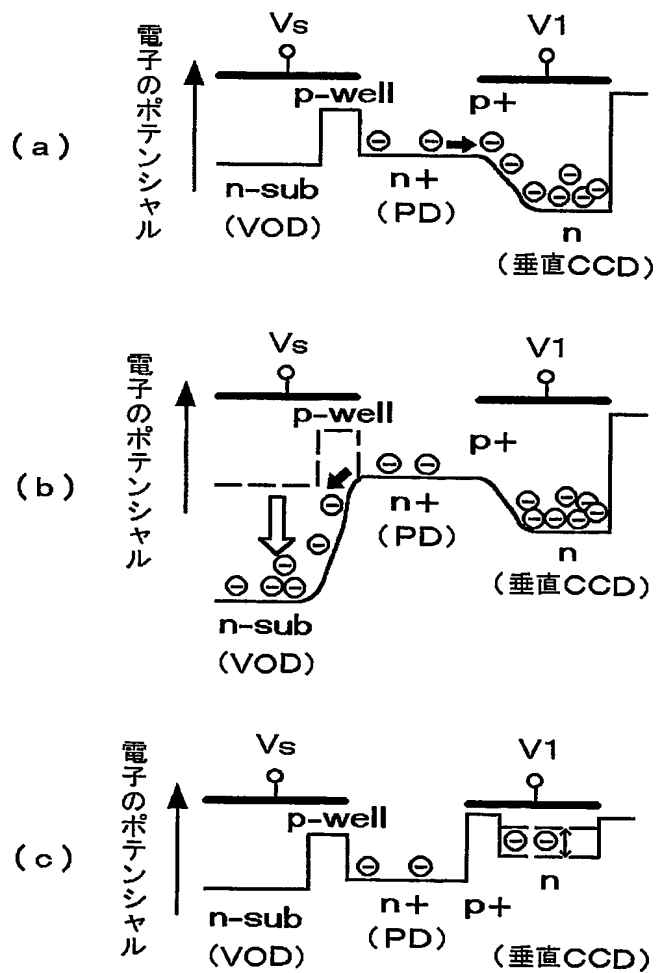 (a)
電子のポテンシャル
Vs
V1
p-well
p+
n-sub
(VOD)
n+
(PD)
n
(垂直CCD)
(b)
電子のポテンシャル
Vs
V1
p-well
p+
n+
(PD)
n
(垂直CCD)
n-sub
(VOD)
(c)
電子のポテンシャル
Vs
V1
p-well
n-sub
(VOD)
n+
(PD)
p+
n
(垂直CCD)